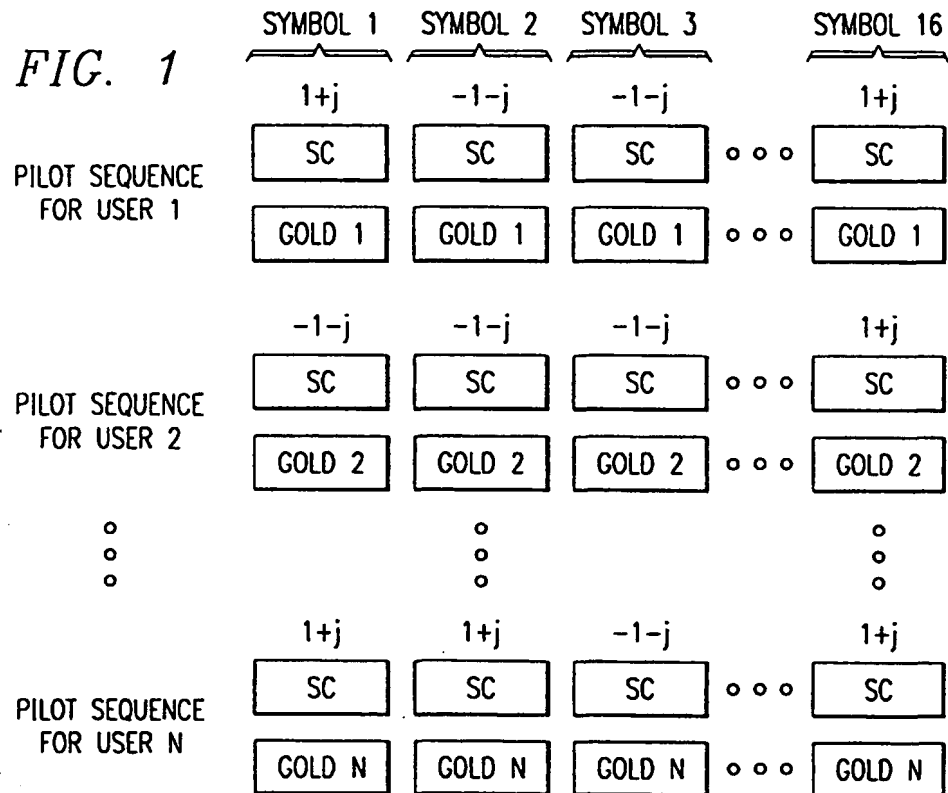 FIG. 1
SYMBOL 1 SYMBOL 2 SYMBOL 3 SYMBOL 16
1+j -1-j -1-j 1+j
PILOT SEQUENCE
FOR USER 1
SC SC SC SC
GOLD 1 GOLD 1 GOLD 1 GOLD 1
-1-j -1-j -1-j 1+j
PILOT SEQUENCE
FOR USER 2
SC SC SC SC
GOLD 2 GOLD 2 GOLD 2 GOLD 2
1+j 1+j -1-j 1+j
PILOT SEQUENCE
FOR USER N
SC SC SC SC
GOLD N GOLD N GOLD N GOLD N